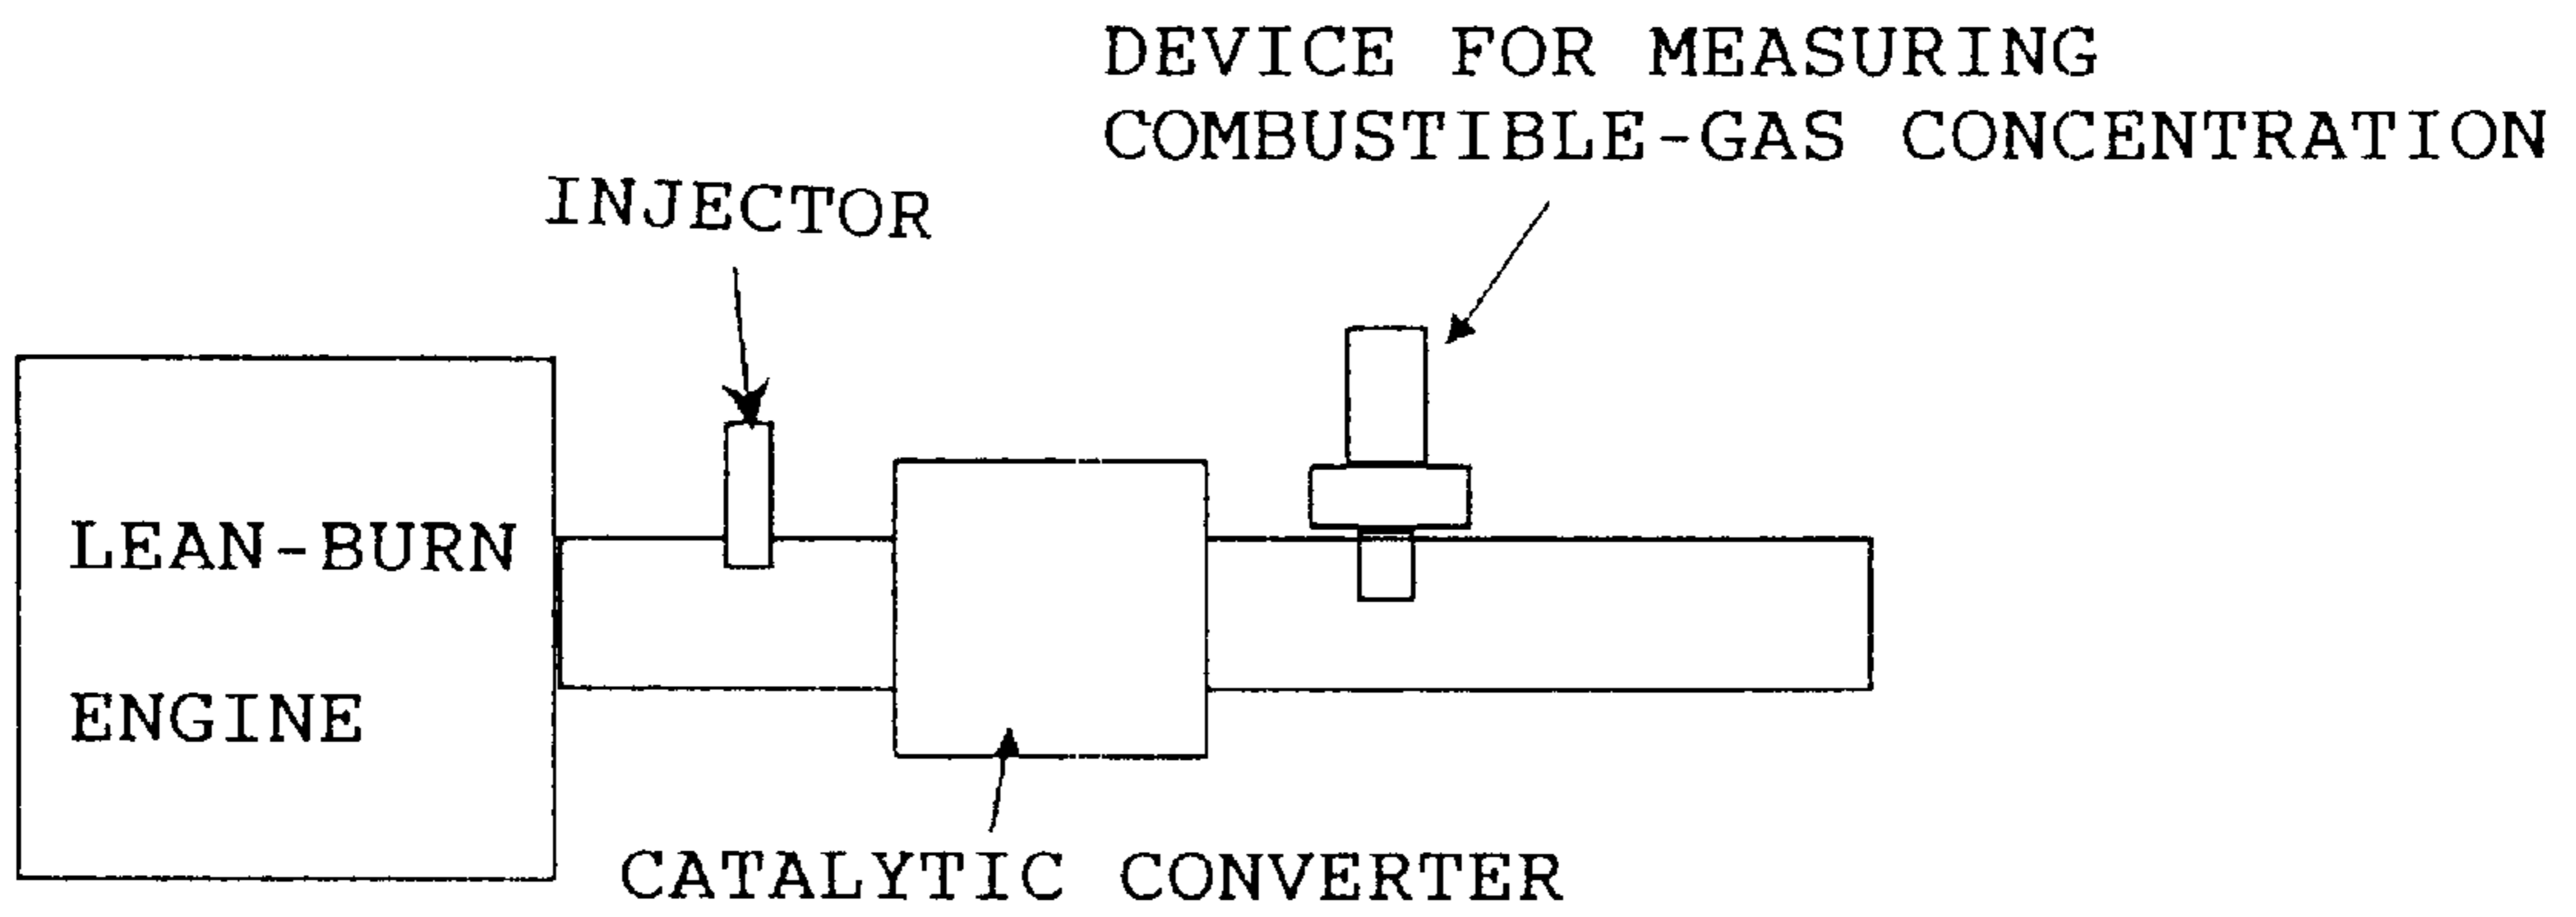 DEVICE FOR MEASURING
COMBUSTIBLE-GAS CONCENTRATION
INJECTOR
LEAN-BURN
ENGINE
CATALYTIC CONVERTER